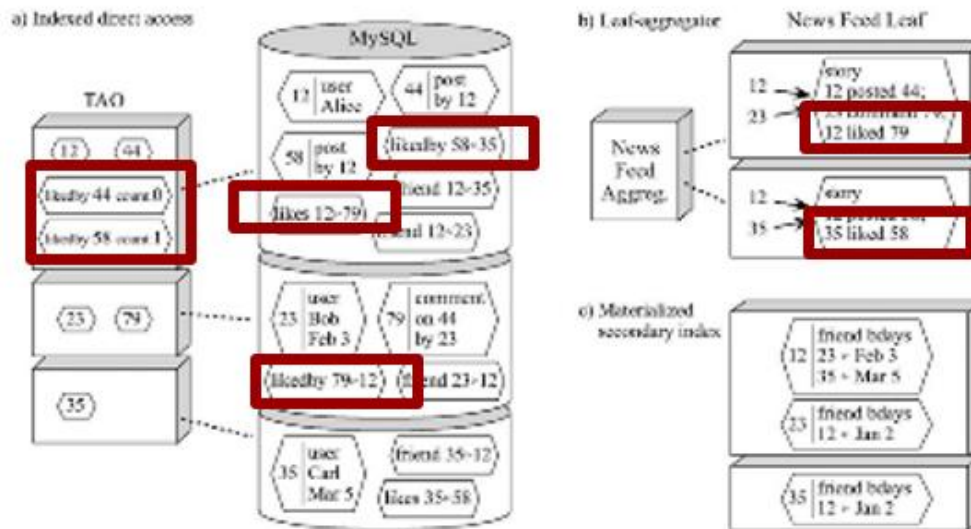 a) Indexed direct access
MySQL
TAO
12
44
likedby 44 count 0
likedby 58 count 1
12
user
Alice
44
post
by 12
58
post
by 12
likedby 58-35
friend 12-35
likes 12-79
friend 12-23
23
79
23
user
Bob
Feb 3
79
comment
on 44
by 23
likedby 79-12
friend 23-12
35
35
user
Carl
Mar 5
friend 35-12
likes 35-58
b) Leaf-aggregator
News Feed Leaf
News
Feed
Aggreg.
12
23
story
12 posted 44;
12 liked 79
12
35
story
35 liked 58
c) Materialized
secondary index
12
friend bdays
23 - Feb 3
35 - Mar 5
23
friend bdays
12 - Jan 2
35
friend bdays
12 - Jan 2